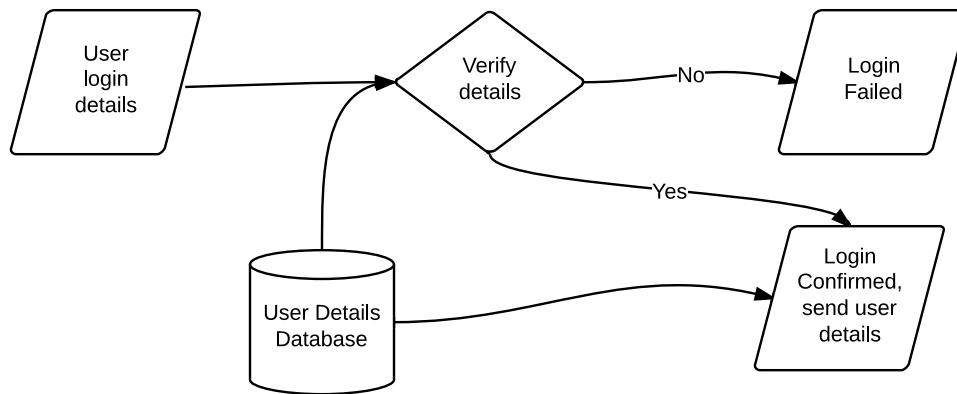 User
login
details
Verify
details
No
Login
Failed
Yes
Login
Confirmed,
send user
details
User Details
Database